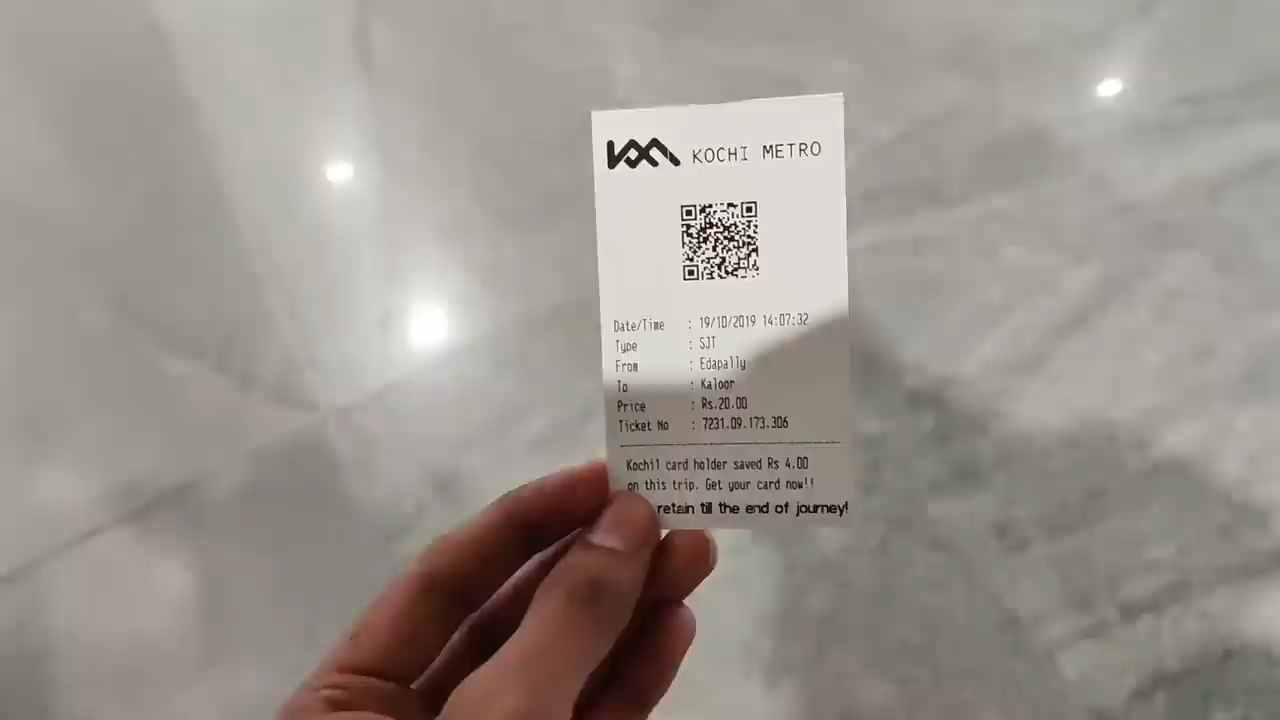 KOCHI METRO
Date/Time : 19/10/2019 14:07:32
Type : SJT
From : Edapally
To : Kaloor
Price : Rs.20.00
Ticket No : 7231.09.173.306
Kochi1 card holder saved Rs 4.00
on this trip. Get your card now!!
retain till the end of journey!